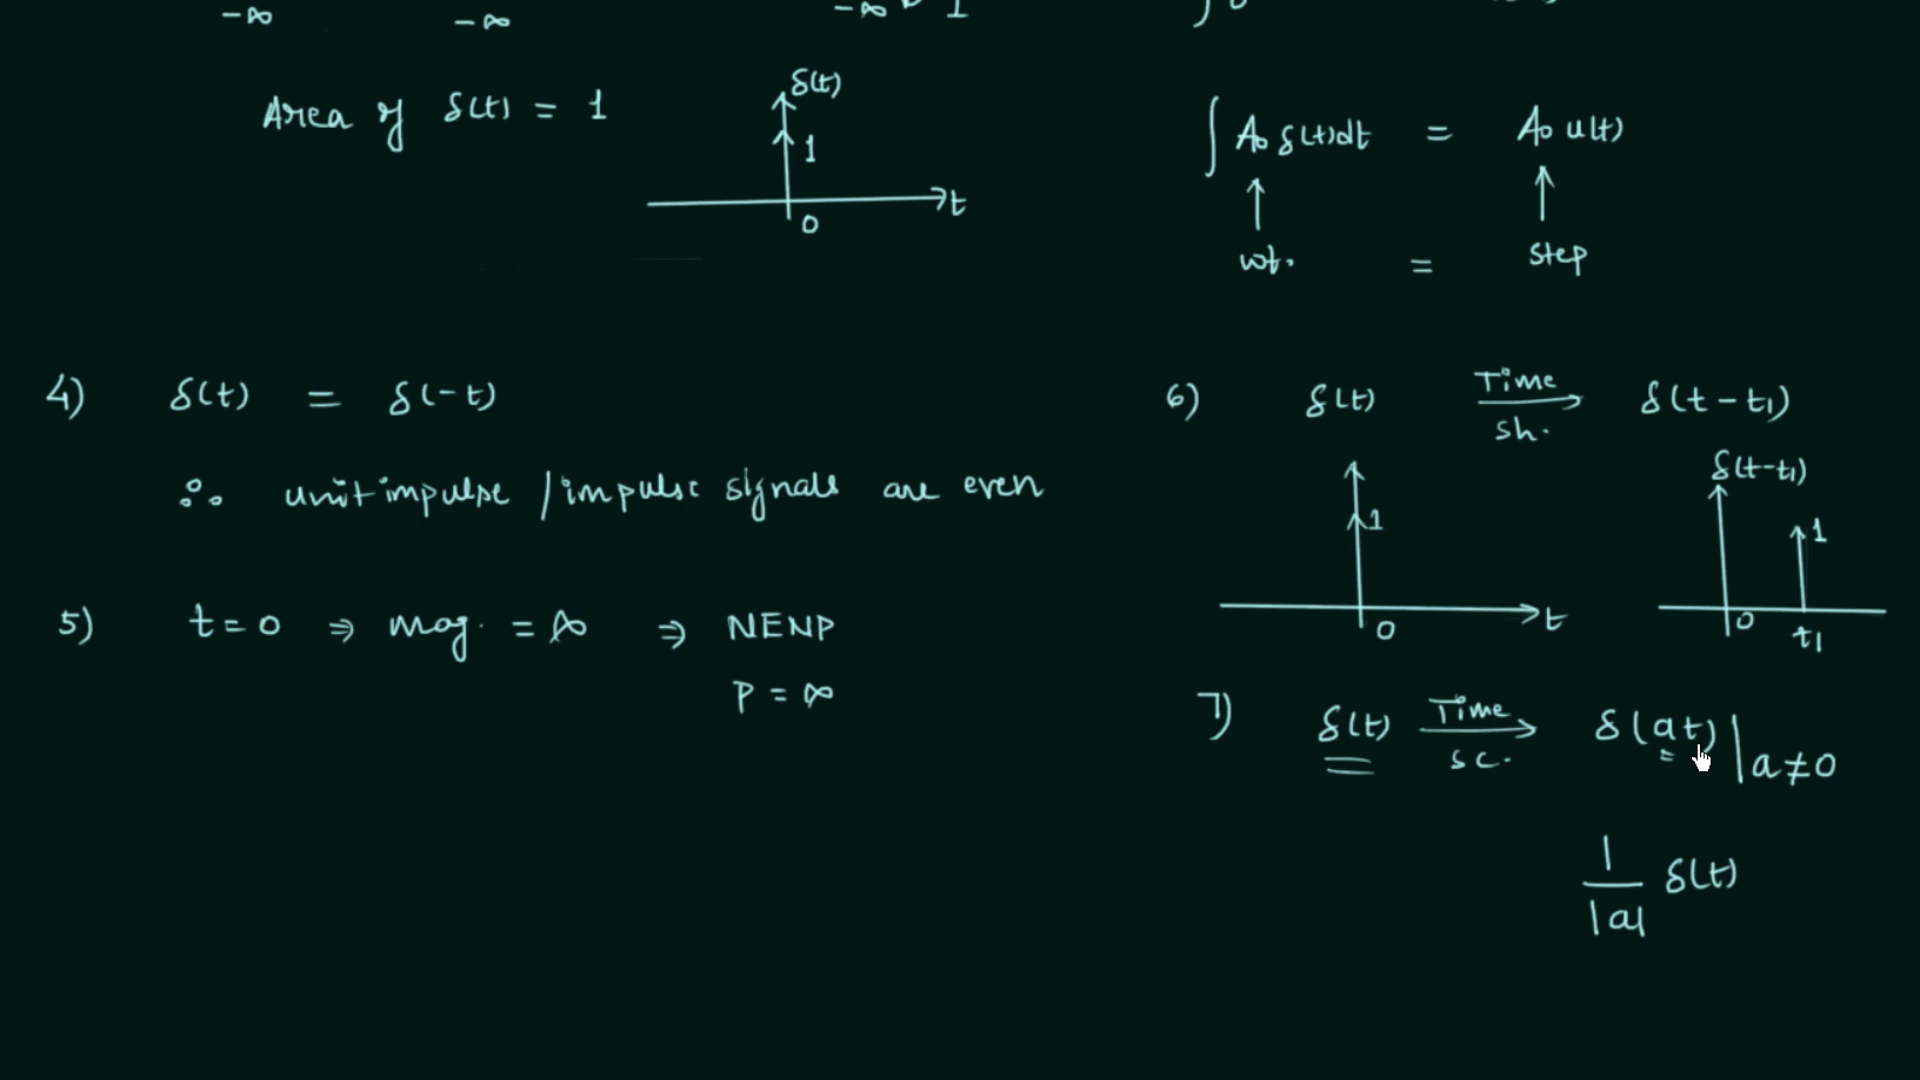 -∞ -∞ -∞
Area of δ(t) = 1
δ(t)
1
0
t
∫ A₀ δ(t)dt = A₀ u(t)
↑ ↑
wt. = step
4) δ(t) = δ(-t)
∴ unit impulse / impulse signals are even
5) t=0 ⇒ mag. = ∞ ⇒ NENP
P = ∞
6) δ(t) Time sh. → δ(t-t₁)
1
0
t
δ(t-t₁)
1
0
t₁
7) δ(t) Time sc. → δ(at) | a≠0
1/|a| δ(t)